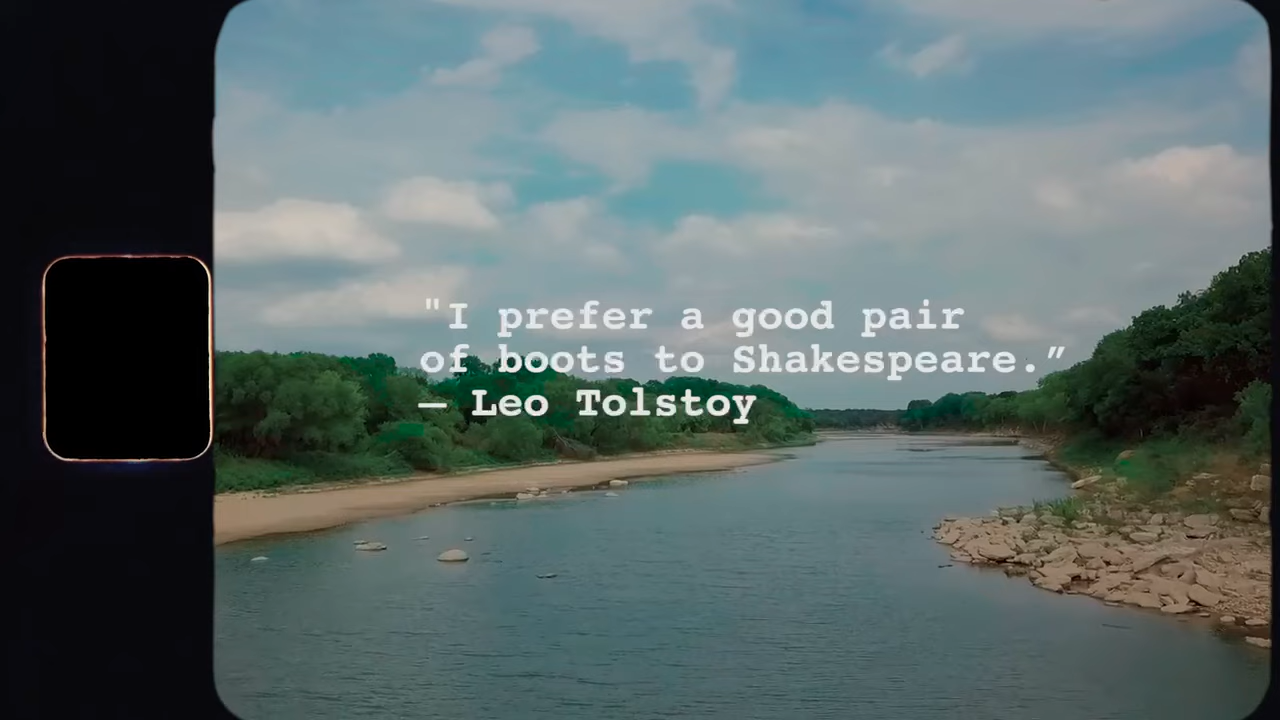 "I prefer a good pair
of boots to Shakespeare.”
— Leo Tolstoy